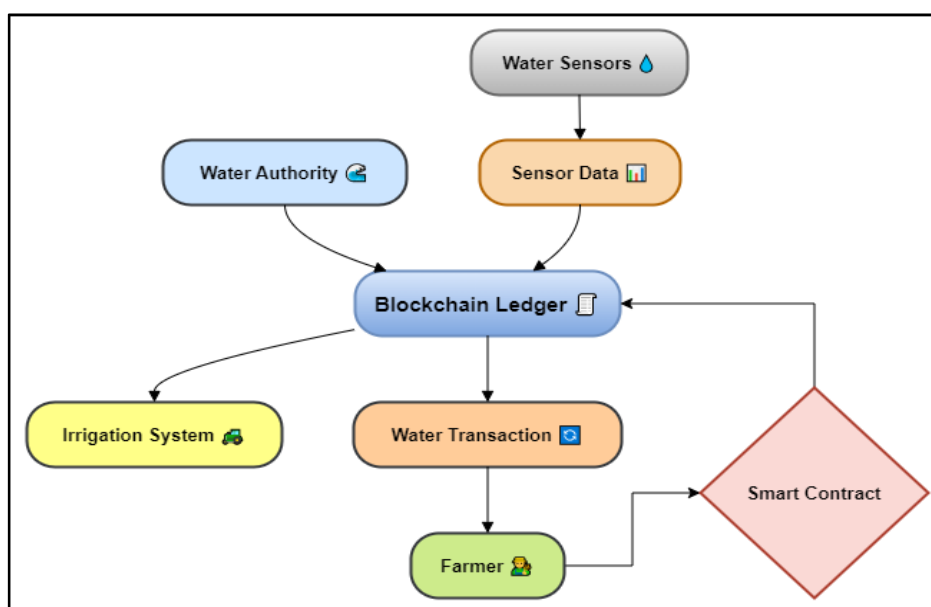 Water Sensors 💧
Water Authority 🌊
Sensor Data 📊
Blockchain Ledger 📜
Irrigation System 🚜
Water Transaction 🔄
Smart Contract
Farmer 🧑‍🌾